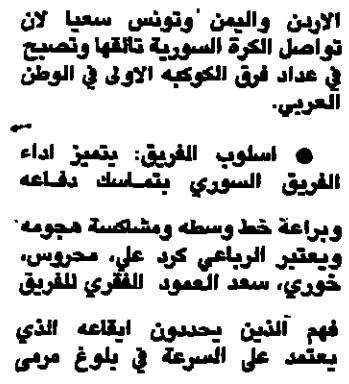 الاردن واليمن وتونس سعيا لان
تواصل الكرة السورية تالقها وتصبح
في عداد فرق الكوكبه الاولى في الوطن
العربي.
● اسلوب الفريق: يتميز اداء
الفريق السوري بتماسك دفاعه
وبراعة خط وسطه ومشاكسة هجومه
ويعتبر الرباعي كرد علي، محروس،
خوري، سعد العمود الفقري للفريق
فهم الذين يحددون ايقاعه الذي
يعتمد على السرعة في بلوغ مرمى